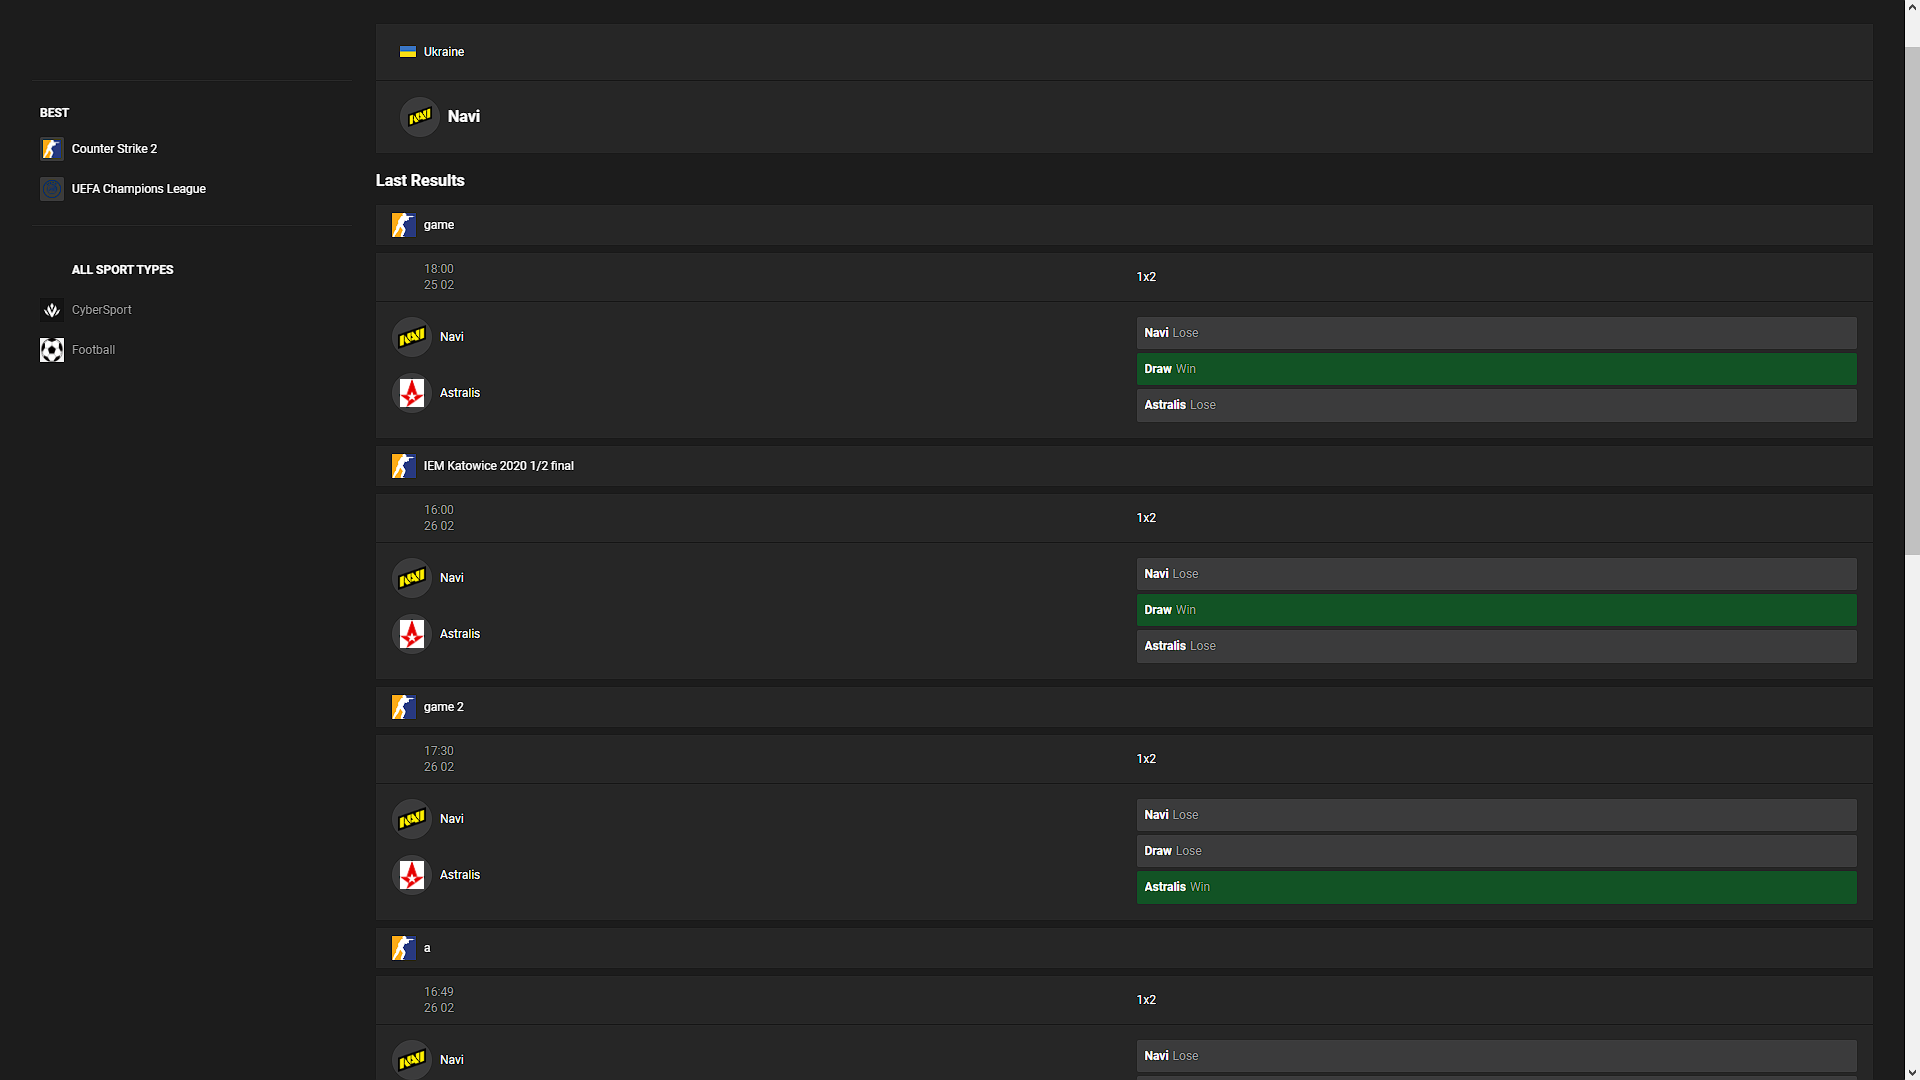 BEST
Counter Strike 2
UEFA Champions League
ALL SPORT TYPES
CyberSport
Football
Ukraine
Navi
Last Results
game
18:00
25 02
1x2
Navi
Astralis
Navi Lose
Draw Win
Astralis Lose
IEM Katowice 2020 1/2 final
16:00
26 02
1x2
Navi
Astralis
Navi Lose
Draw Win
Astralis Lose
game 2
17:30
26 02
1x2
Navi
Astralis
Navi Lose
Draw Lose
Astralis Win
a
16:49
26 02
1x2
Navi
Navi Lose